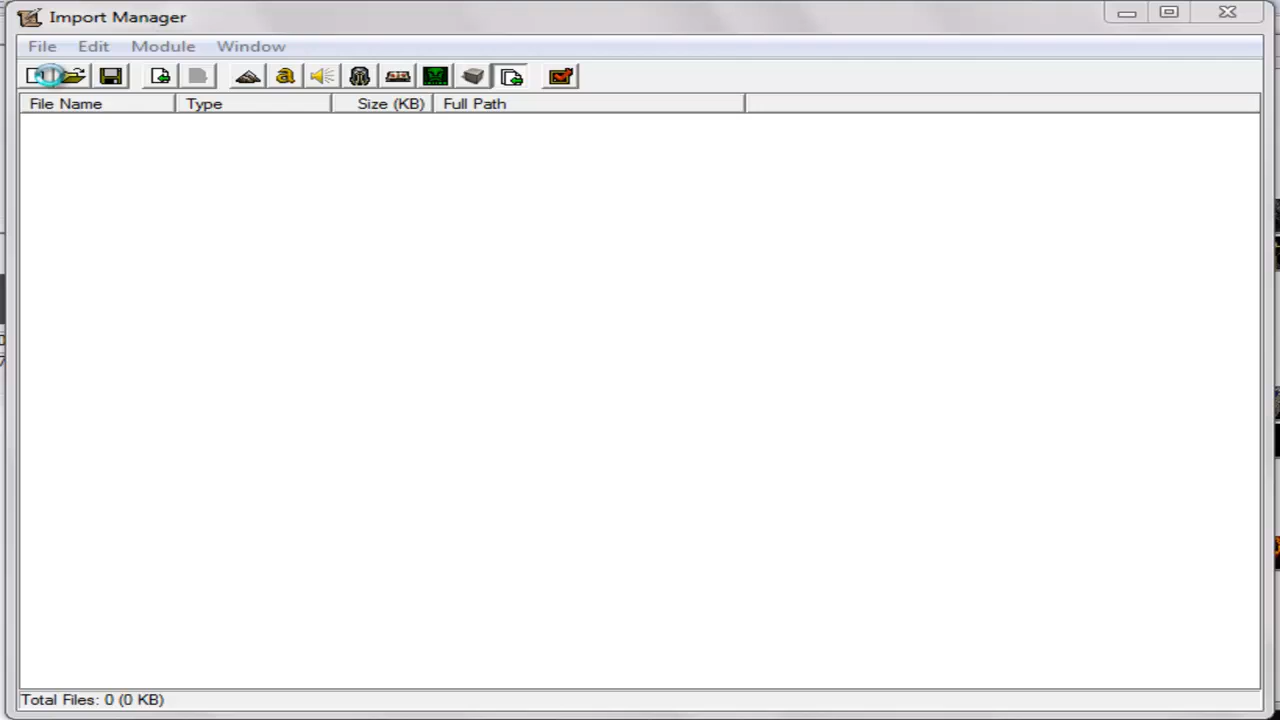 Import Manager
File Edit Module Window
File Name Type Size (KB) Full Path
Total Files: 0 (0 KB)